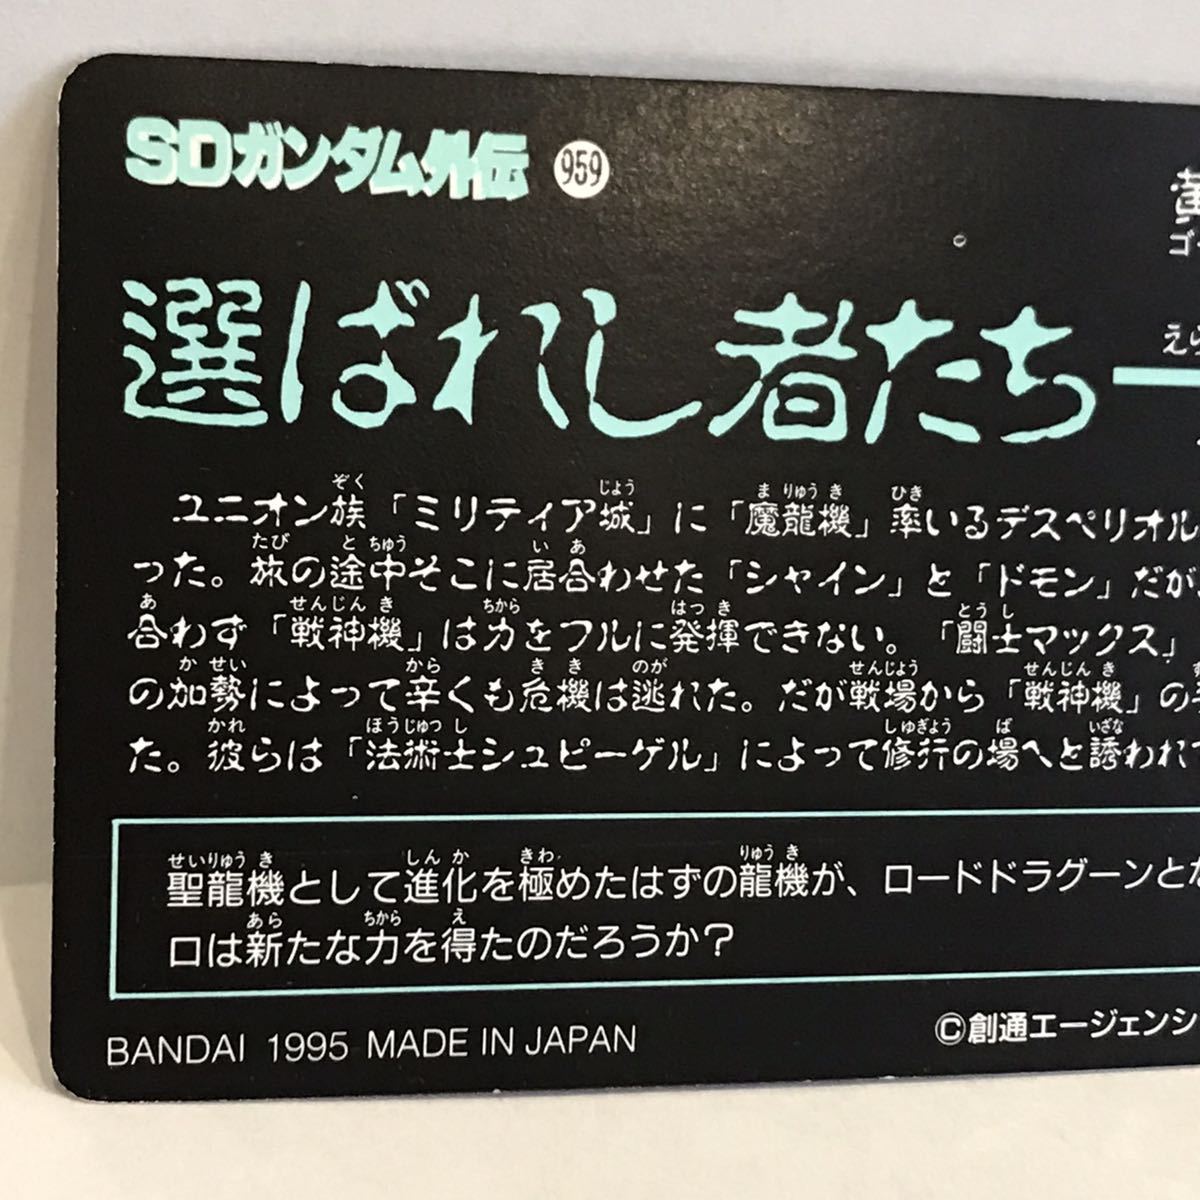 SDガンダム外伝 959
黄
ゴ
選ばれし者たち
え
ユニオン族「ミリティア城」に「魔龍機」率いるデスペリオル
った。旅の途中そこに居合わせた「シャイン」と「ドモン」だが
合わず「戦神機」は力をフルに発揮できない。「闘士マックス」
の加勢によって辛くも危機は逃れた。だが戦場から「戦神機」の
た。彼らは「法術士シュピーゲル」によって修行の場へと誘われて
聖龍機として進化を極めたはずの龍機が、ロードドラグーンとな
ロは新たな力を得たのだろうか?
BANDAI 1995 MADE IN JAPAN
©創通エージェンシ